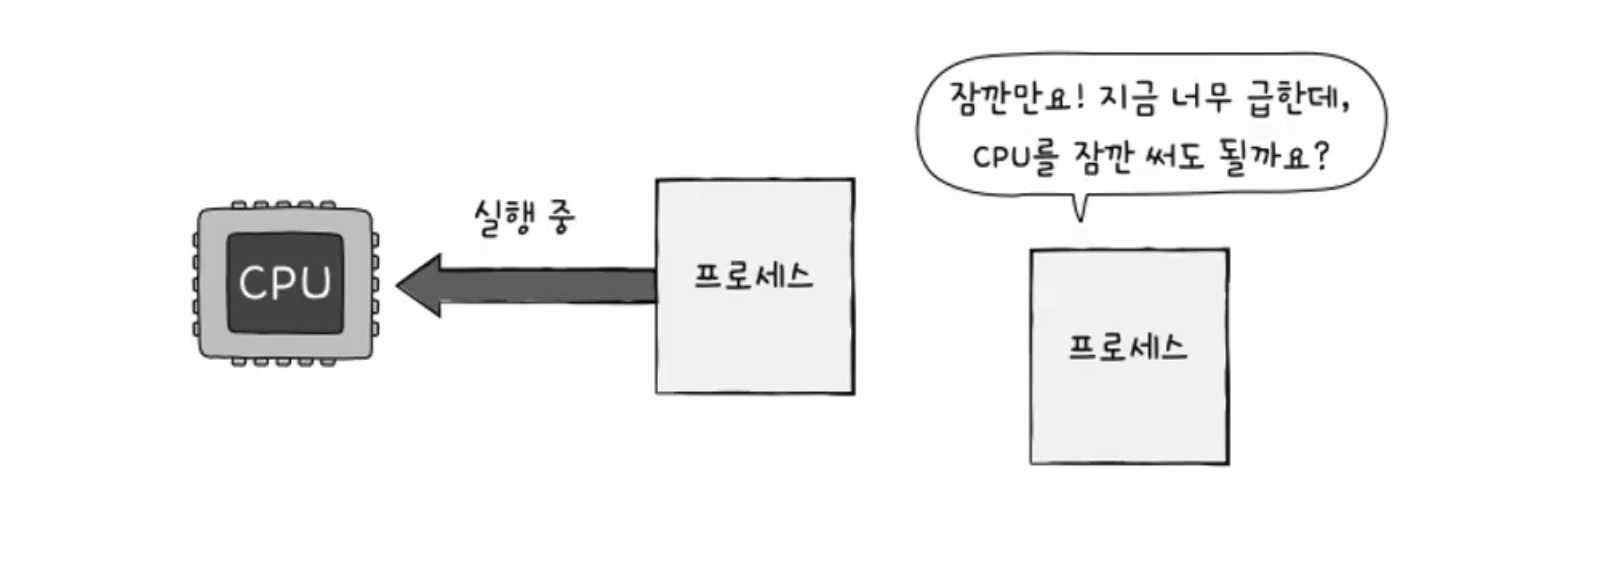 잠깐만요! 지금 너무 급한데,
CPU를 잠깐 써도 될까요?
실행 중
CPU
프로세스
프로세스